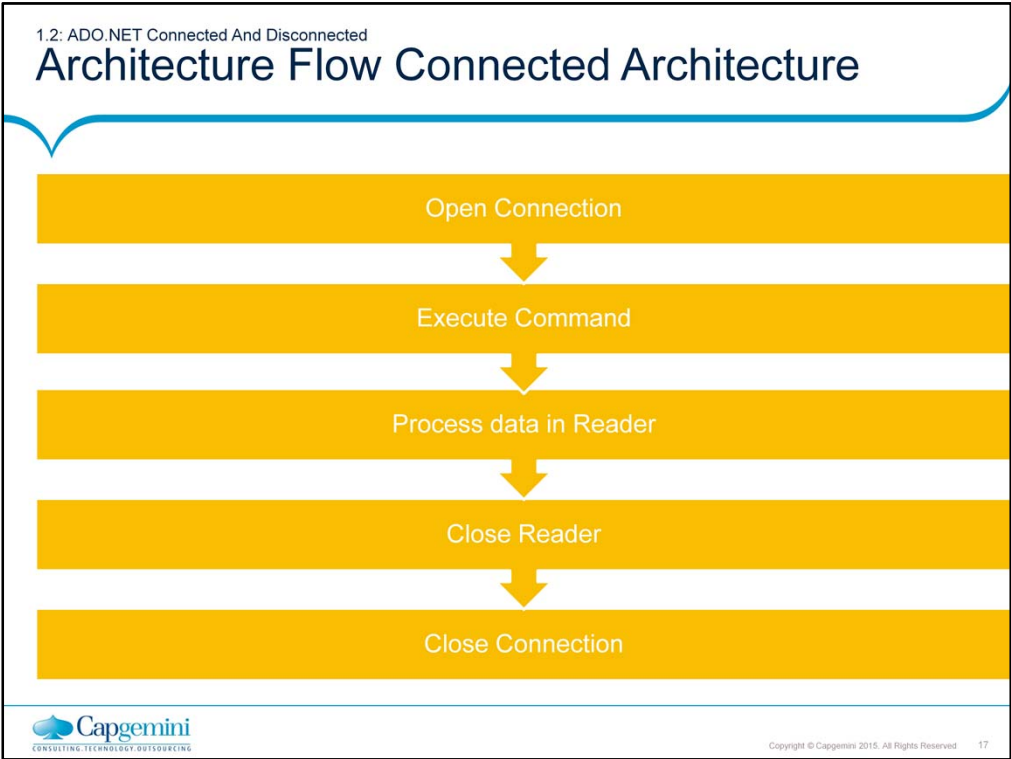 1.2: ADO.NET Connected And Disconnected
Architecture Flow Connected Architecture
Open Connection
Execute Command
Process data in Reader
Close Reader
Close Connection
Capgemini
CONSULTING.TECHNOLOGY.OUTSOURCING
Copyright © Capgemini 2015. All Rights Reserved 17